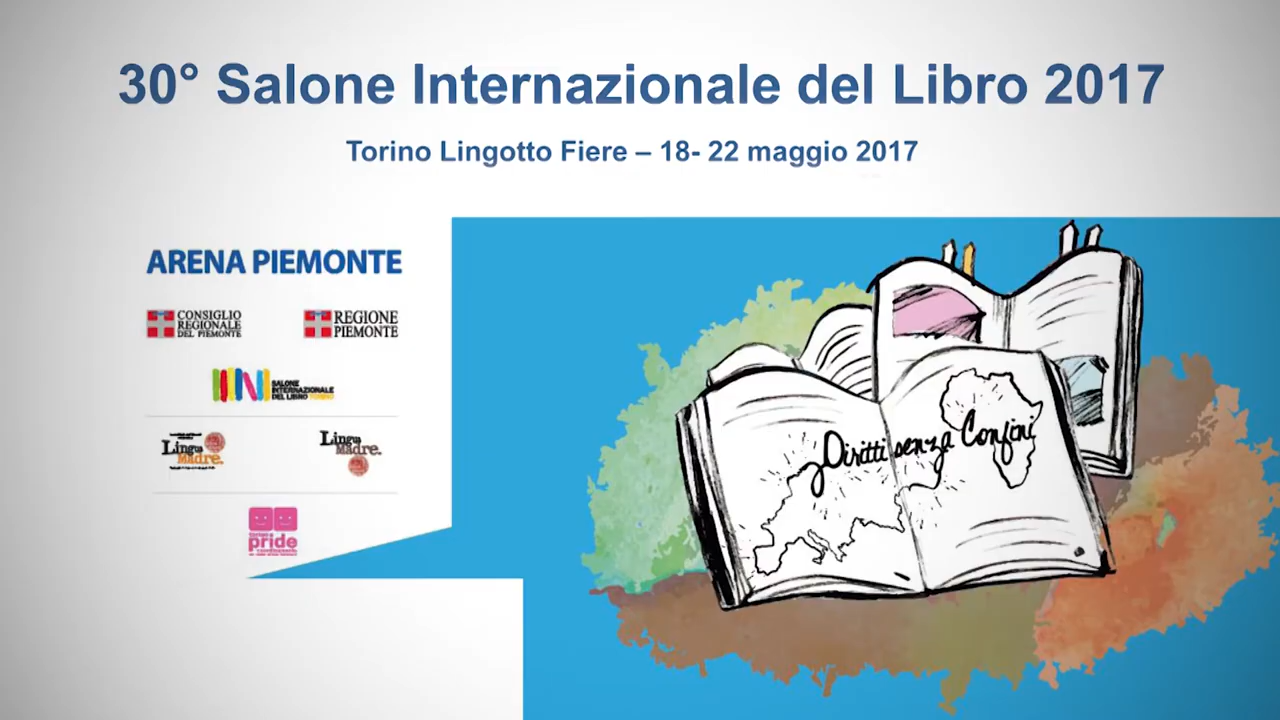 30° Salone Internazionale del Libro 2017
Torino Lingotto Fiere – 18- 22 maggio 2017
ARENA PIEMONTE
CONSIGLIO
REGIONALE
DEL PIEMONTE
REGIONE
PIEMONTE
SALONE
INTERNAZIONALE
DEL LIBRO TORINO
Lingua
Madre.
Lingua
Madre.
pride
Diritti senza Confini